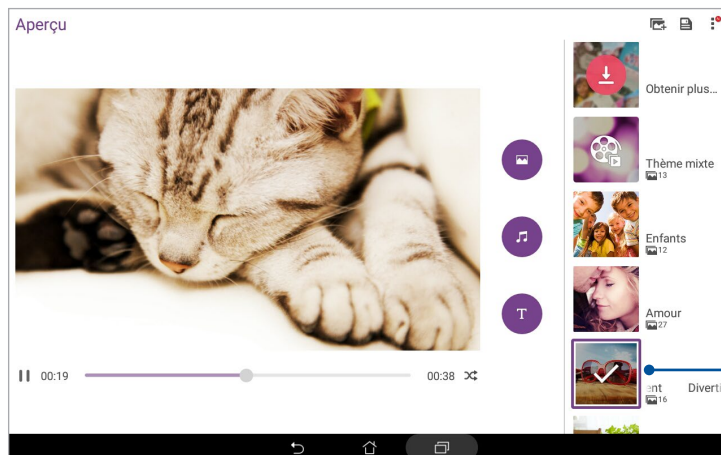 Aperçu
Obtenir plus...
Thème mixte
13
Enfants
12
Amour
27
T
00:19
00:38
ent Diverti
16